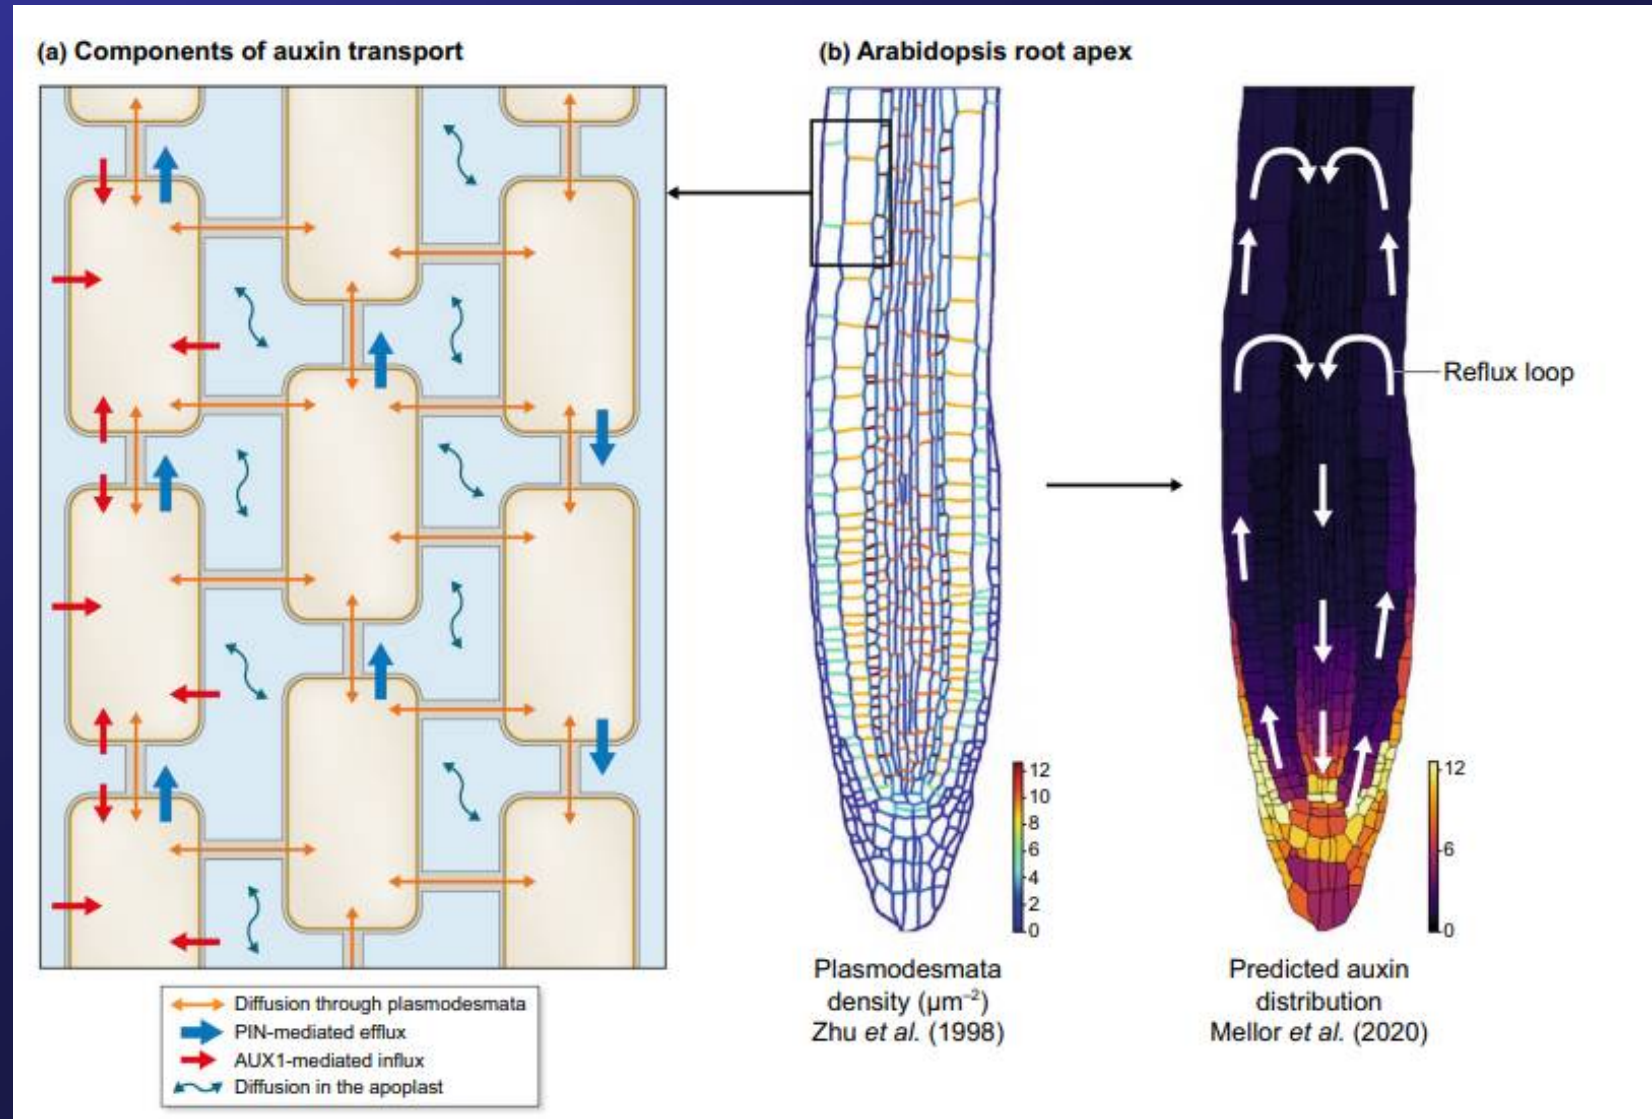 (a) Components of auxin transport
(b) Arabidopsis root apex
Reflux loop
12
10
8
6
4
2
0
12
6
0
Plasmodesmata
density (µm⁻²)
Zhu et al. (1998)
Predicted auxin
distribution
Mellor et al. (2020)
Diffusion through plasmodesmata
PIN-mediated efflux
AUX1-mediated influx
Diffusion in the apoplast